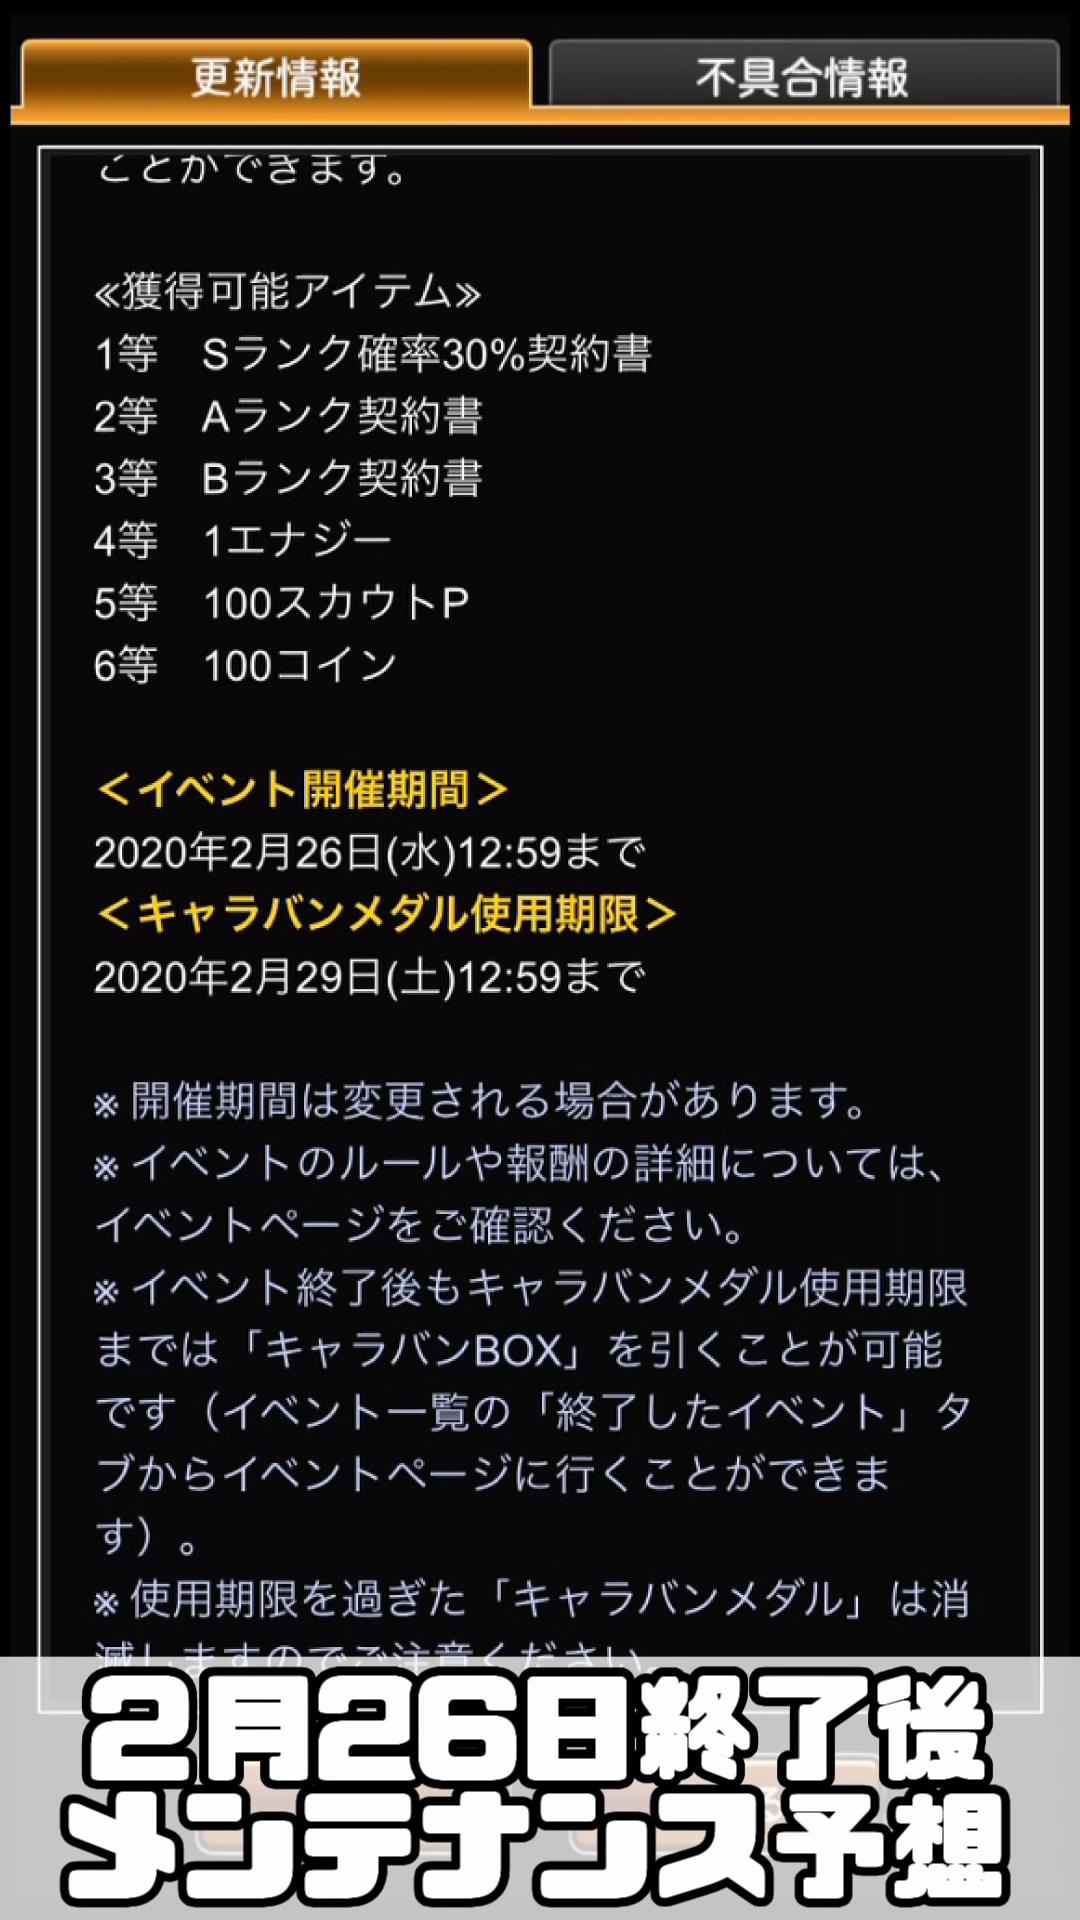 更新情報
不具合情報
ことができます。
≪獲得可能アイテム≫
1等　Sランク確率30%契約書
2等　Aランク契約書
3等　Bランク契約書
4等　1エナジー
5等　100スカウトP
6等　100コイン
＜イベント開催期間＞
2020年2月26日(水)12:59まで
＜キャラバンメダル使用期限＞
2020年2月29日(土)12:59まで
※ 開催期間は変更される場合があります。
※ イベントのルールや報酬の詳細については、
イベントページをご確認ください。
※ イベント終了後もキャラバンメダル使用期限
までは「キャラバンBOX」を引くことが可能
です（イベント一覧の「終了したイベント」タ
ブからイベントページに行くことができま
す）。
※ 使用期限を過ぎた「キャラバンメダル」は消
滅しますのでご注意ください。
2月26日終了後
メンテナンス予想